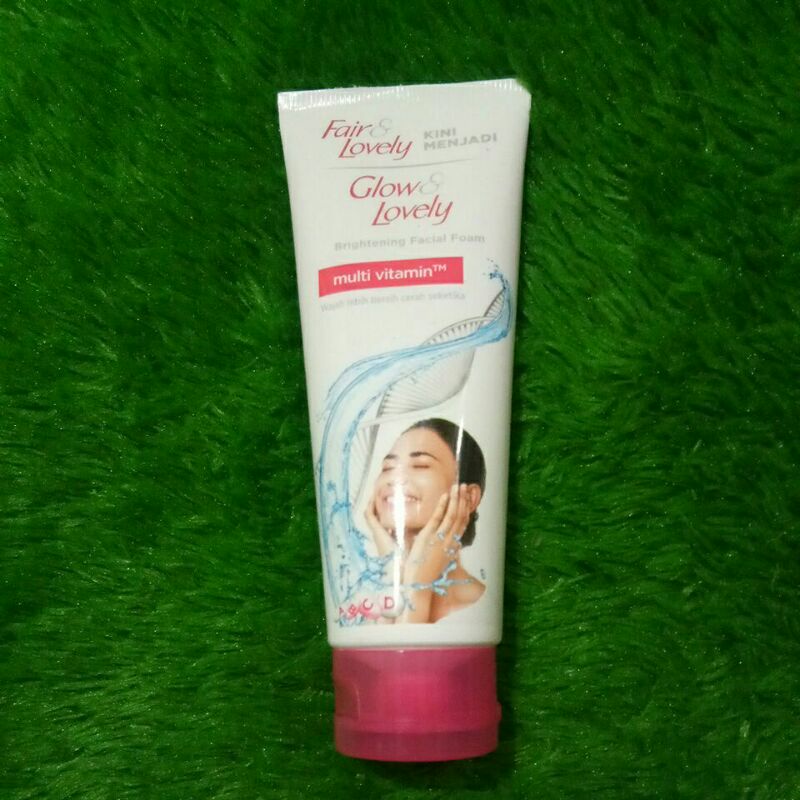 Fair & KINI
Lovely MENJADI
Glow &
Lovely
Brightening Facial Foam
multi vitamin™
Wajah lebih bersih cerah seketika